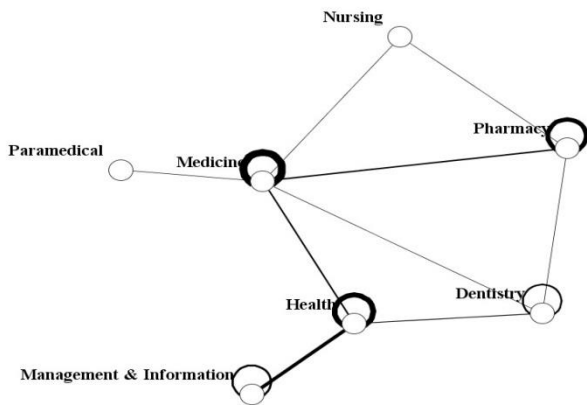 Nursing
Pharmacy
Paramedical
Medicine
Health
Dentistry
Management & Information